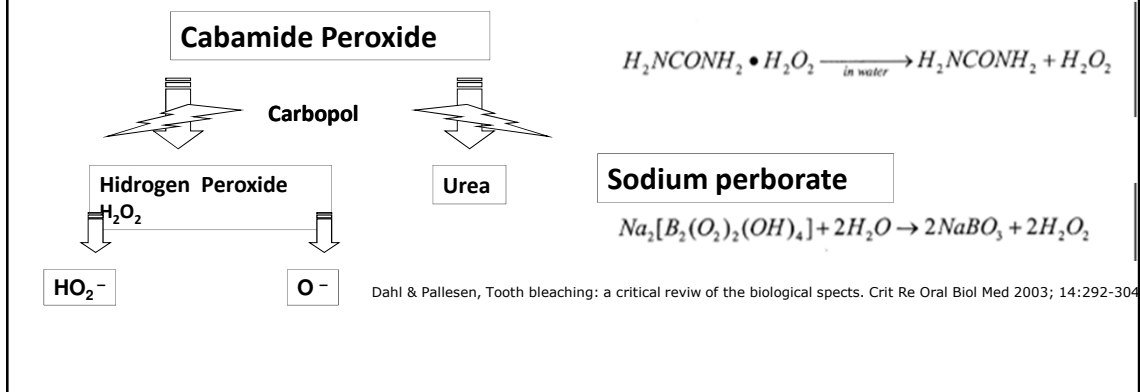 Cabamide Peroxide
Carbopol
Hidrogen Peroxide
H₂O₂
Urea
HO₂⁻
O⁻
H₂NCONH₂ • H₂O₂ ⎯in water→ H₂NCONH₂ + H₂O₂
Sodium perborate
Na₂[B₂(O₂)₂(OH)₄] + 2H₂O → 2NaBO₃ + 2H₂O₂
Dahl & Pallesen, Tooth bleaching: a critical reviw of the biological spects. Crit Re Oral Biol Med 2003; 14:292-304